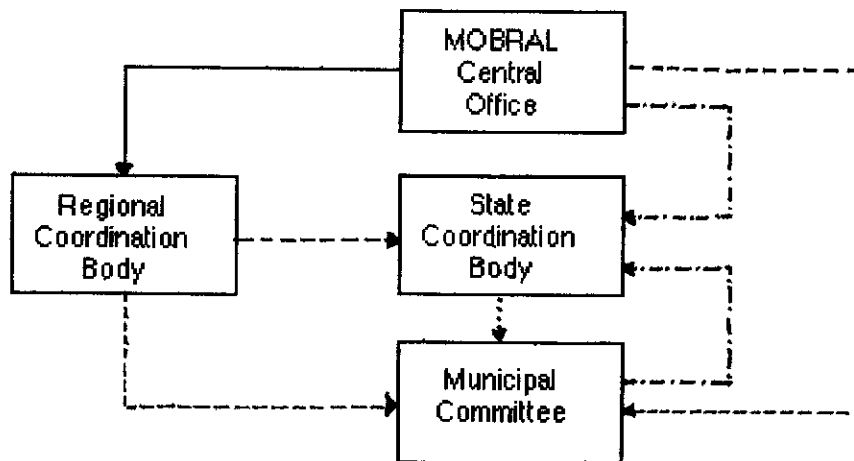 MOBRAL
Central
Office
Regional
Coordination
Body
State
Coordination
Body
Municipal
Committee